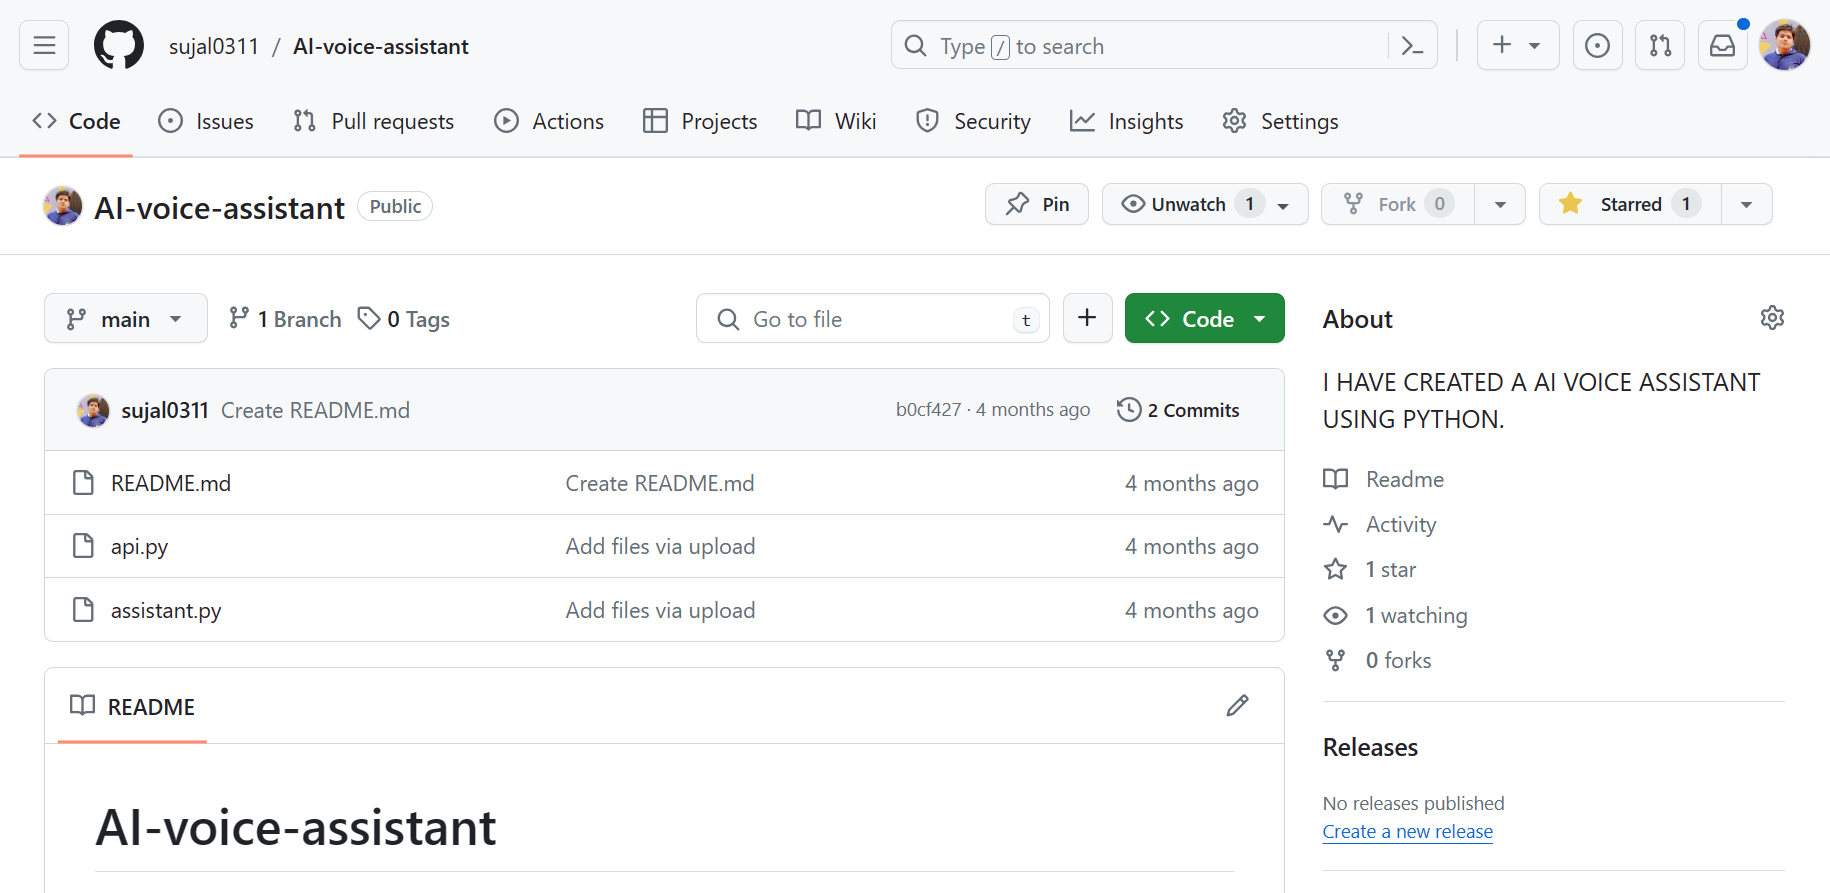 sujal0311 / AI-voice-assistant
Type / to search
Code Issues Pull requests Actions Projects Wiki Security Insights Settings
AI-voice-assistant Public
Pin Unwatch 1 Fork 0 Starred 1
main 1 Branch 0 Tags
Go to file t
Code
sujal0311 Create README.md b0cf427 · 4 months ago 2 Commits
README.md Create README.md 4 months ago
api.py Add files via upload 4 months ago
assistant.py Add files via upload 4 months ago
README
AI-voice-assistant
About
I HAVE CREATED A AI VOICE ASSISTANT
USING PYTHON.
Readme
Activity
1 star
1 watching
0 forks
Releases
No releases published
Create a new release